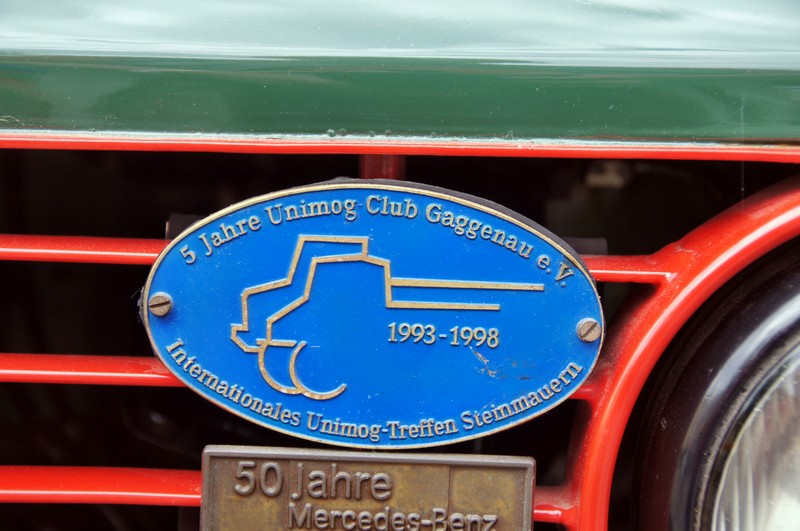 5 Jahre Unimog Club Gaggenau e.V.
1993-1998
Internationales Unimog-Treffen Steinmauern
50 Jahre
Mercedes-Benz